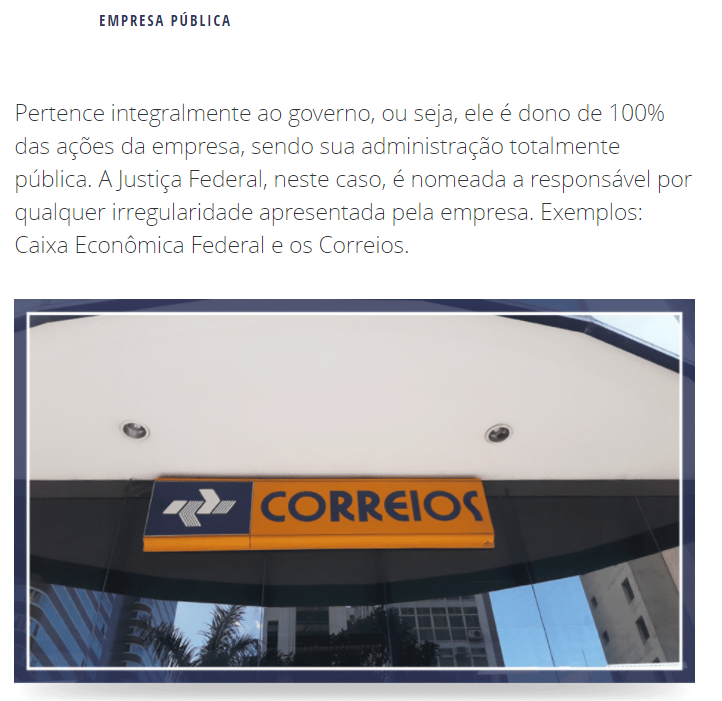 EMPRESA PÚBLICA
Pertence integralmente ao governo, ou seja, ele é dono de 100%
das ações da empresa, sendo sua administração totalmente
pública. A Justiça Federal, neste caso, é nomeada a responsável por
qualquer irregularidade apresentada pela empresa. Exemplos:
Caixa Econômica Federal e os Correios.
CORREIOS